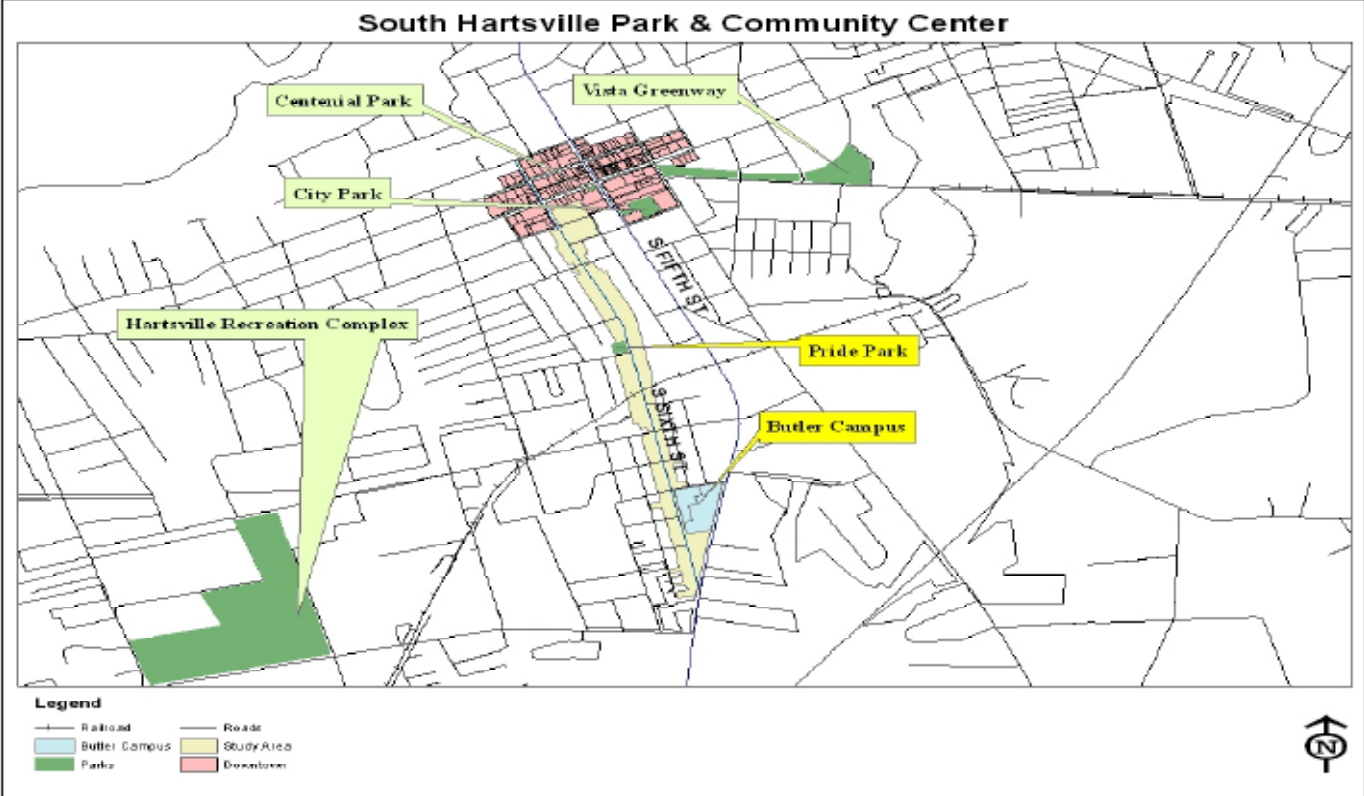 South Hartsville Park & Community Center
Centenial Park
Vista Greenway
City Park
S FIFTH ST
Hartsville Recreation Complex
Pride Park
S SIXTH ST
Butler Campus
Legend
Railroad
Roads
Butler Campus
Study Area
Parks
Downtown
N